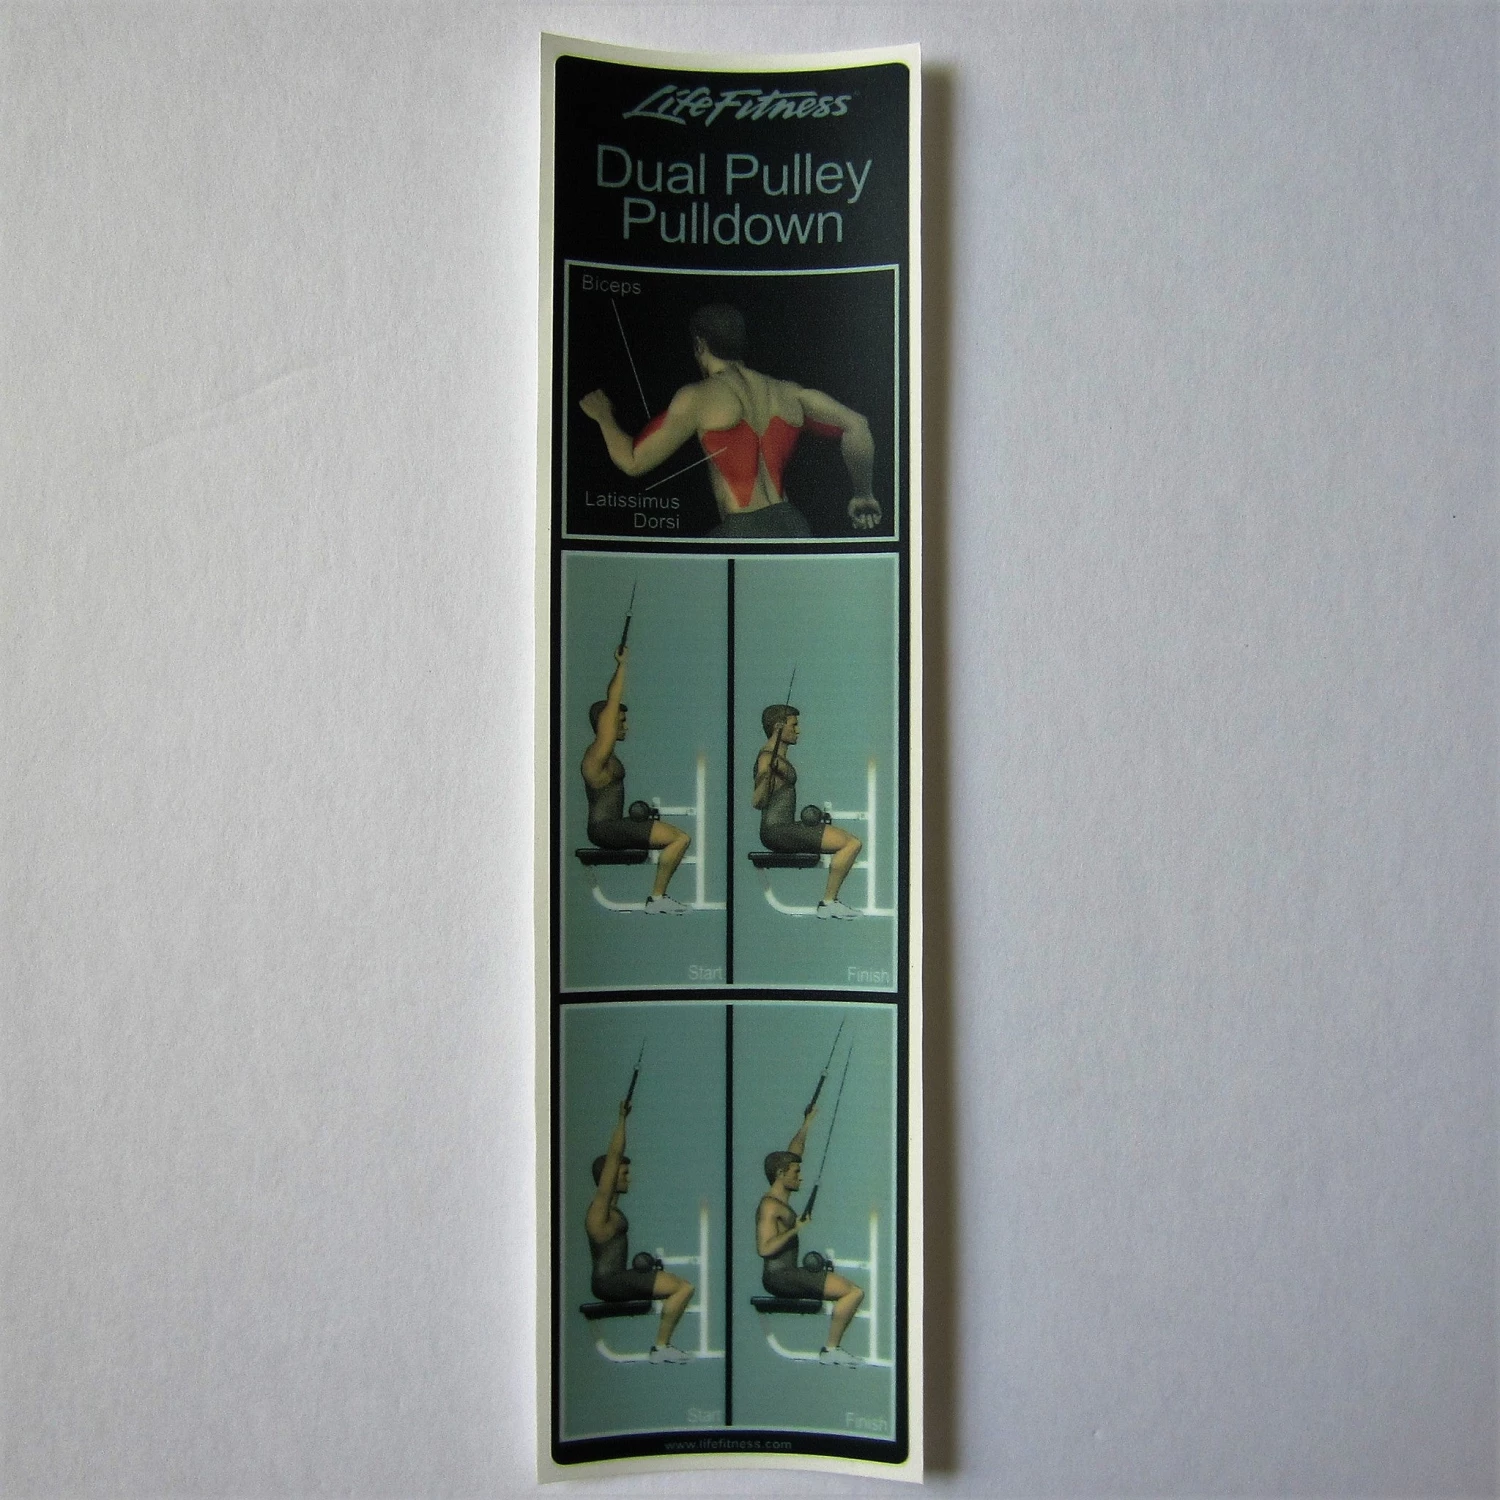 LifeFitness
Dual Pulley
Pulldown
Biceps
Latissimus
Dorsi
Start
Finish
Start
Finish
www.lifefitness.com